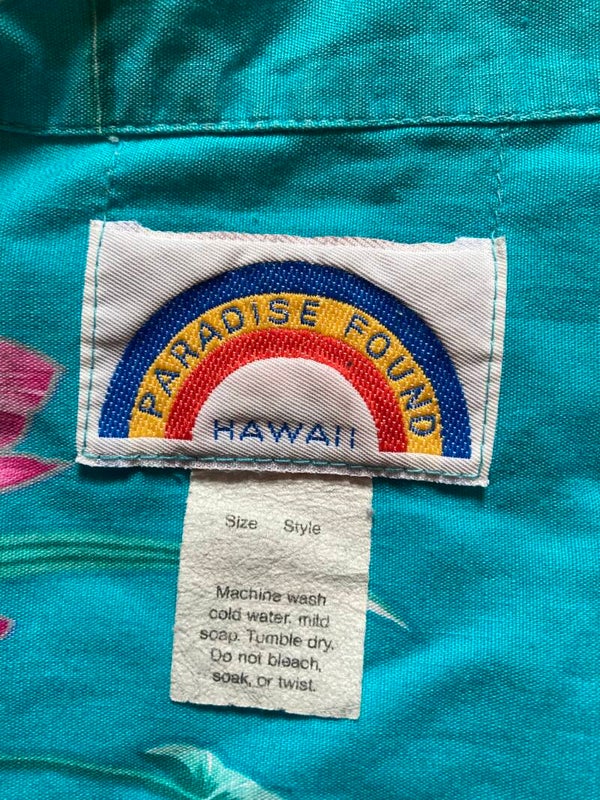 PARADISE FOUND
HAWAII
Size Style
Machine wash
cold water, mild
soap. Tumble dry.
Do not bleach,
soak, or twist.